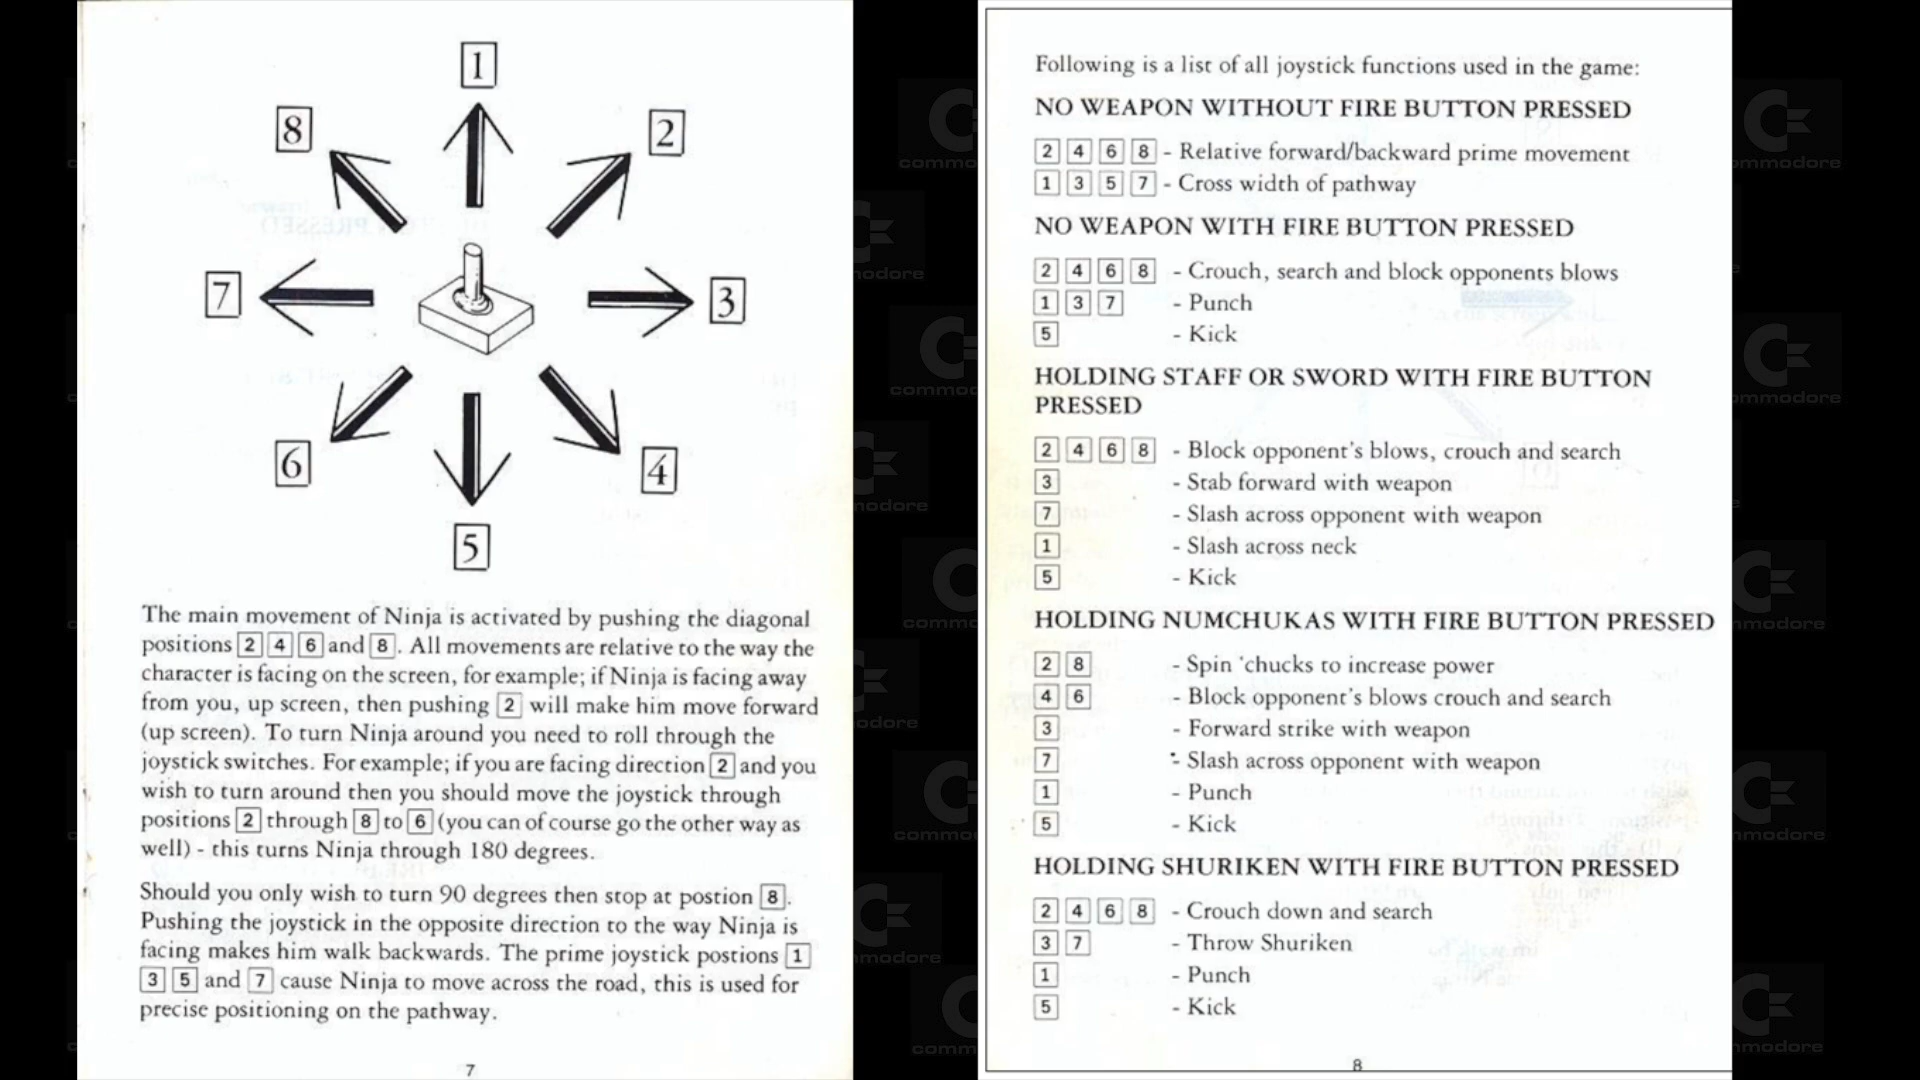 1
8
2
7
3
6
4
5
The main movement of Ninja is activated by pushing the diagonal
positions 2 4 6 and 8. All movements are relative to the way the
character is facing on the screen, for example; if Ninja is facing away
from you, up screen, then pushing 2 will make him move forward
(up screen). To turn Ninja around you need to roll through the
joystick switches. For example; if you are facing direction 2 and you
wish to turn around then you should move the joystick through
positions 2 through 8 to 6 (you can of course go the other way as
well) - this turns Ninja through 180 degrees.
Should you only wish to turn 90 degrees then stop at postion 8.
Pushing the joystick in the opposite direction to the way Ninja is
facing makes him walk backwards. The prime joystick postions 1
3 5 and 7 cause Ninja to move across the road, this is used for
precise positioning on the pathway.
7
Following is a list of all joystick functions used in the game:
NO WEAPON WITHOUT FIRE BUTTON PRESSED
2 4 6 8 - Relative forward/backward prime movement
1 3 5 7 - Cross width of pathway
NO WEAPON WITH FIRE BUTTON PRESSED
2 4 6 8 - Crouch, search and block opponents blows
1 3 7 - Punch
5 - Kick
HOLDING STAFF OR SWORD WITH FIRE BUTTON
PRESSED
2 4 6 8 - Block opponent's blows, crouch and search
3 - Stab forward with weapon
7 - Slash across opponent with weapon
1 - Slash across neck
5 - Kick
HOLDING NUMCHUKAS WITH FIRE BUTTON PRESSED
2 8 - Spin 'chucks to increase power
4 6 - Block opponent's blows crouch and search
3 - Forward strike with weapon
7 - Slash across opponent with weapon
1 - Punch
5 - Kick
HOLDING SHURIKEN WITH FIRE BUTTON PRESSED
2 4 6 8 - Crouch down and search
3 7 - Throw Shuriken
1 - Punch
5 - Kick
8